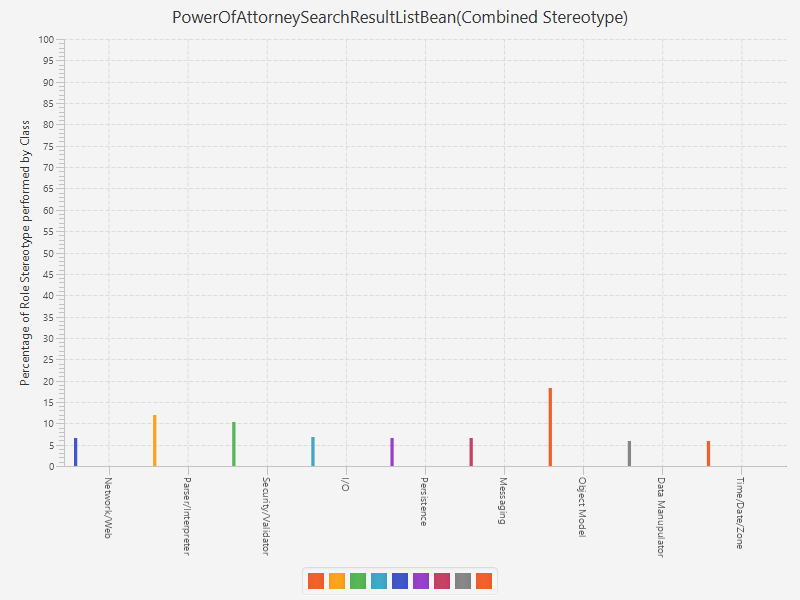 PowerOfAttorneySearchResultListBean(Combined Stereotype)
Percentage of Role Stereotype performed by Class
100
95
90
85
80
75
70
65
60
55
50
45
40
35
30
25
20
15
10
5
0
Network/Web
Parser/Interpreter
Security/Validator
I/O
Persistence
Messaging
Object Model
Data Manupulator
Time/Date/Zone